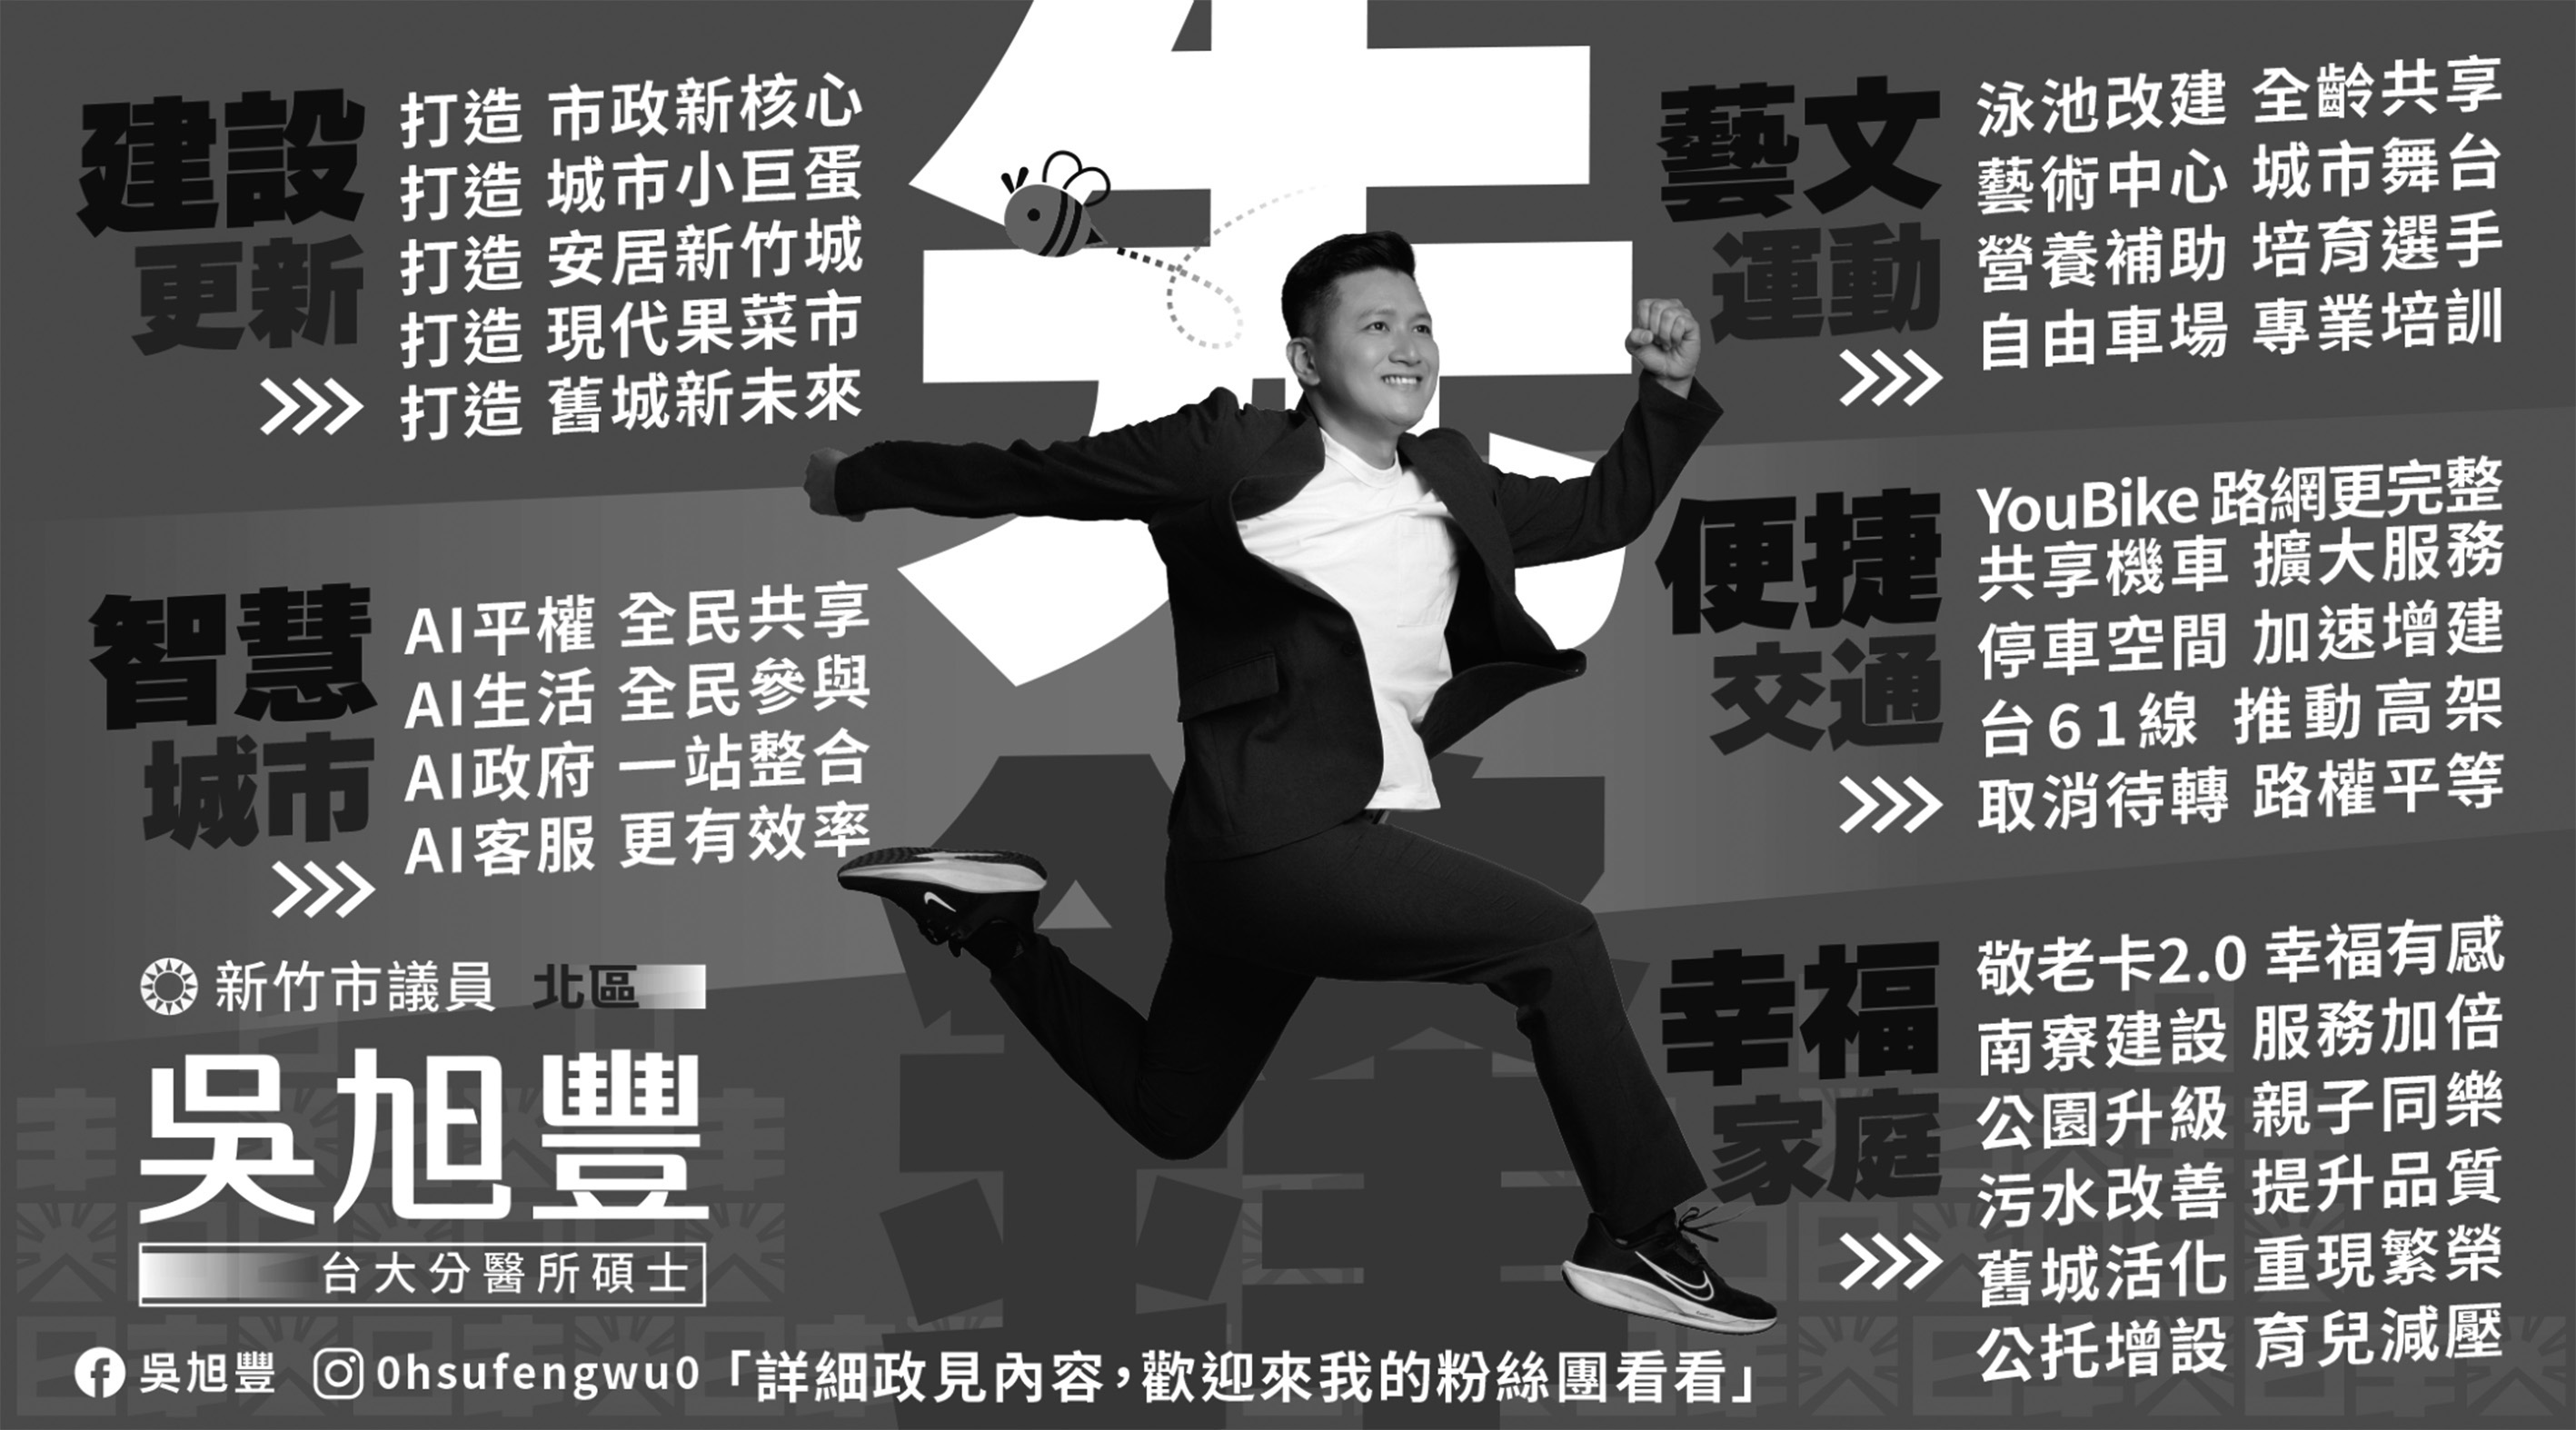 建設
更新
打造 市政新核心
打造 城市小巨蛋
打造 安居新竹城
打造 現代果菜市
打造 舊城新未來
智慧
城市
AI平權 全民共享
AI生活 全民參與
AI政府 一站整合
AI客服 更有效率
新竹市議員 北區
吳旭豐
台大分醫所碩士
吳旭豐 0hsufengwu0「詳細政見內容，歡迎來我的粉絲團看看」
先
藝文
運動
泳池改建 全齡共享
藝術中心 城市舞台
營養補助 培育選手
自由車場 專業培訓
便捷
交通
YouBike 路網更完整
共享機車 擴大服務
停車空間 加速增建
台61線 推動高架
取消待轉 路權平等
幸福
家庭
敬老卡2.0 幸福有感
南寮建設 服務加倍
公園升級 親子同樂
污水改善 提升品質
舊城活化 重現繁榮
公托增設 育兒減壓